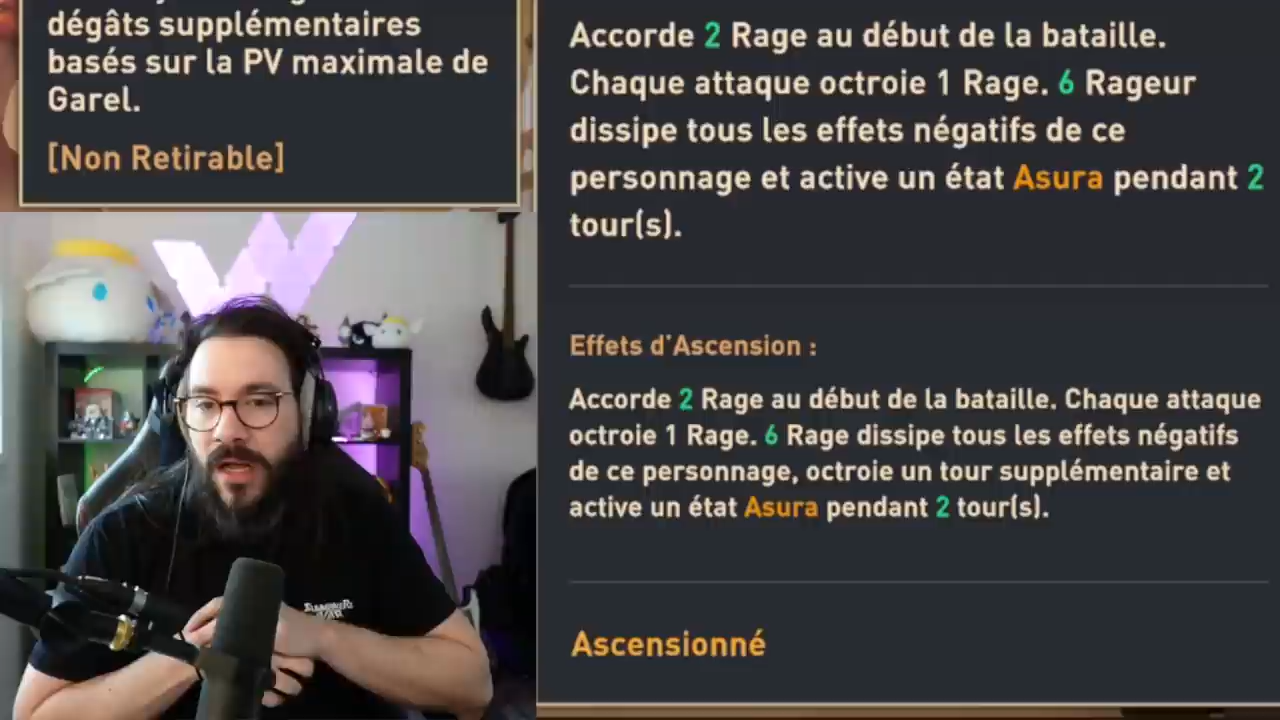 dégâts supplémentaires
basés sur la PV maximale de
Garel.
[Non Retirable]
Accorde 2 Rage au début de la bataille.
Chaque attaque octroie 1 Rage. 6 Rageur
dissipe tous les effets négatifs de ce
personnage et active un état Asura pendant 2
tour(s).
Effets d'Ascension :
Accorde 2 Rage au début de la bataille. Chaque attaque
octroie 1 Rage. 6 Rage dissipe tous les effets négatifs
de ce personnage, octroie un tour supplémentaire et
active un état Asura pendant 2 tour(s).
Ascensionné